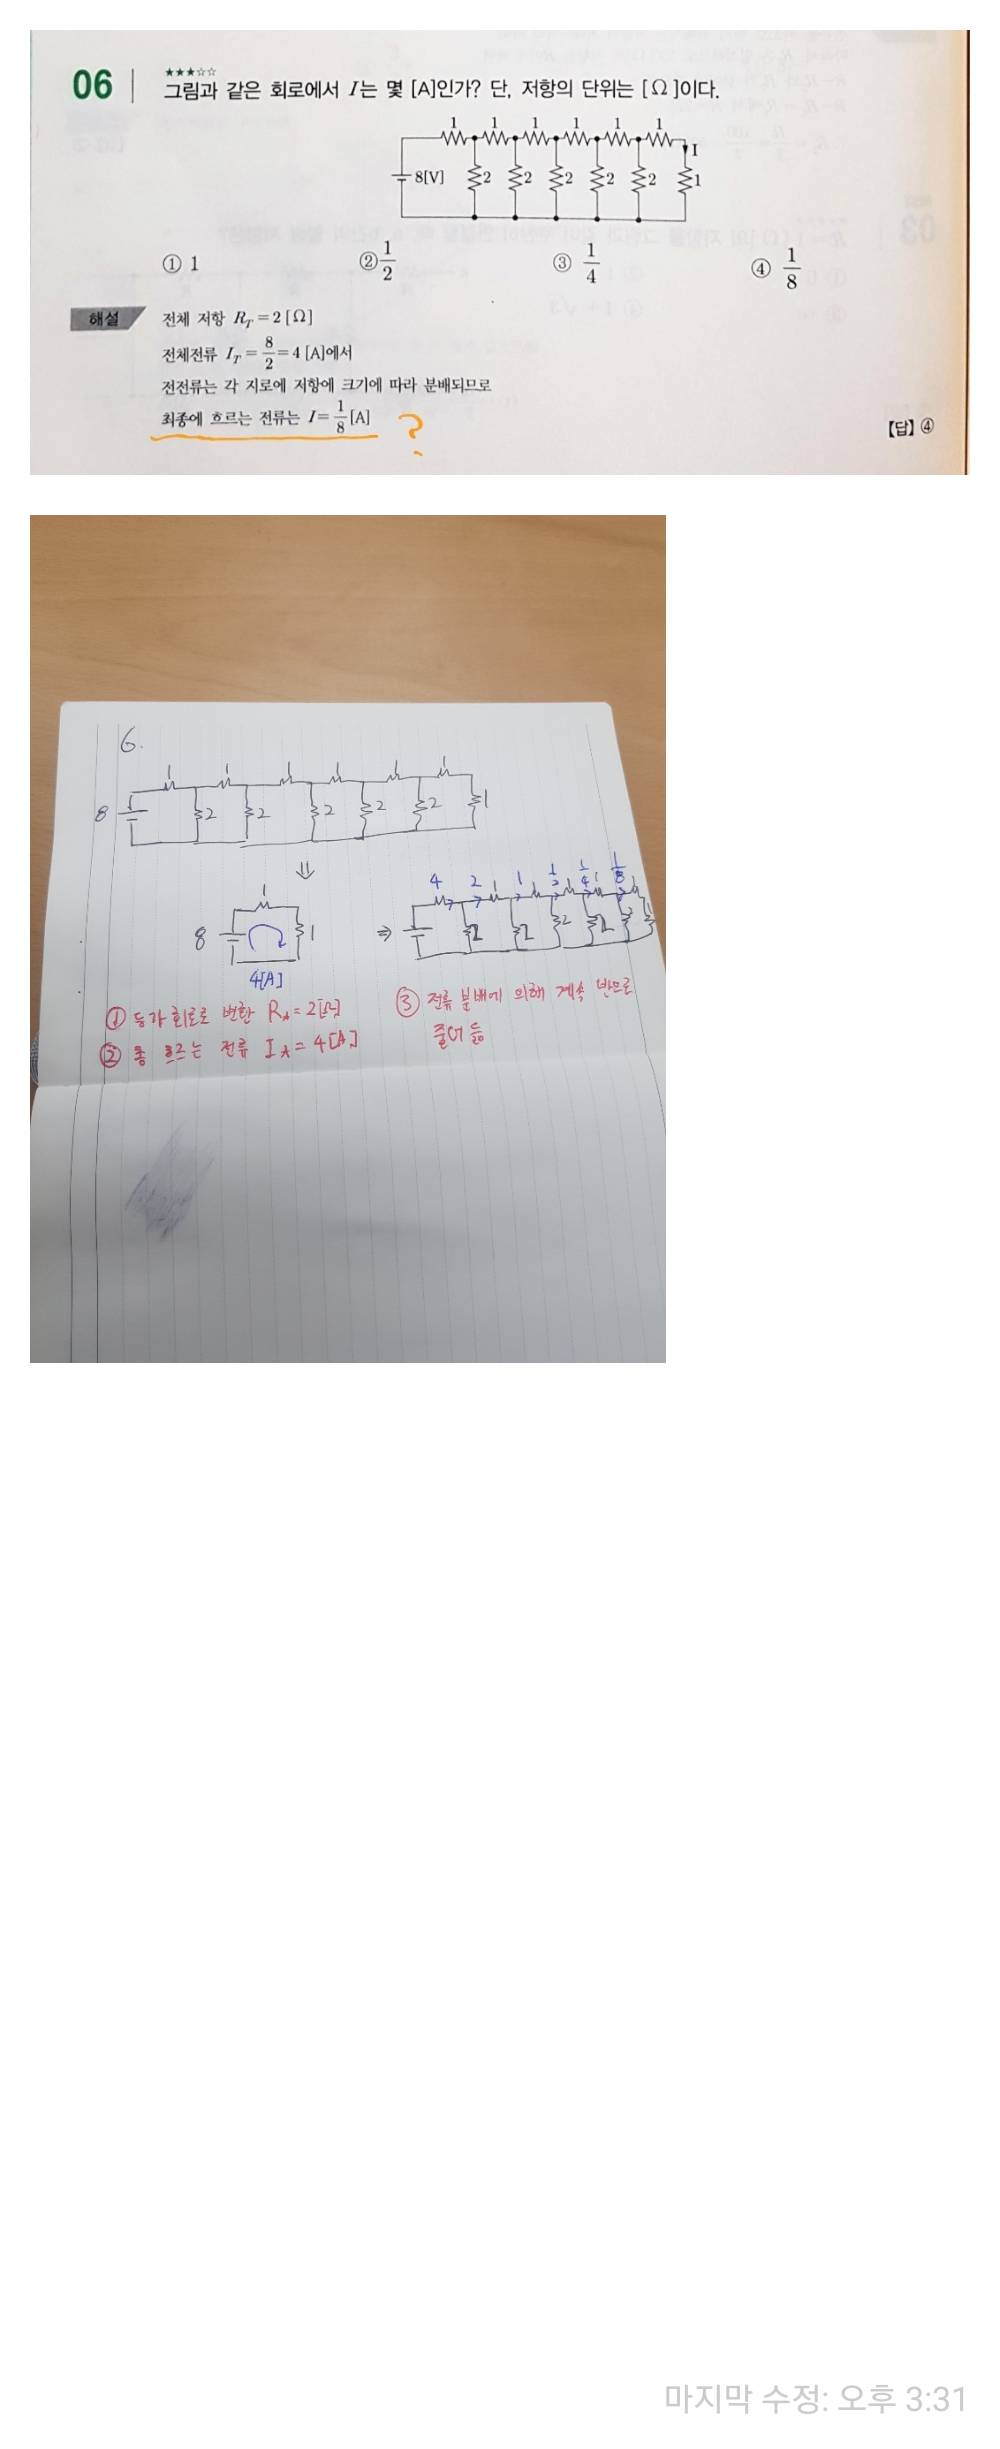 06
★★★☆☆
그림과 같은 회로에서 I는 몇 [A]인가? 단, 저항의 단위는 [Ω]이다.
1 1 1 1 1 1
I
8[V] 2 2 2 2 2 1
① 1 ② 1/2 ③ 1/4 ④ 1/8
해설
전체 저항 R_T = 2 [Ω]
전체전류 I_T = 8/2 = 4 [A]에서
전전류는 각 지로에 저항에 크기에 따라 분배되므로
최종에 흐르는 전류는 I = 1/8 [A] ?
【답】④
6.
1 1 1 1 1 1
8 2 2 2 2 2 1
⇓
1
8 1
4[A]
⇒
4 2 1 1/2 1/4 1/8
1 1 1 1 1
2 2 2 2 2 1
① 등가 회로로 변환 R_A = 2[Ω]
② 총 흐르는 전류 I_A = 4[A]
③ 전류 분배에 의해 계속 반으로
줄어 듦
마지막 수정: 오후 3:31